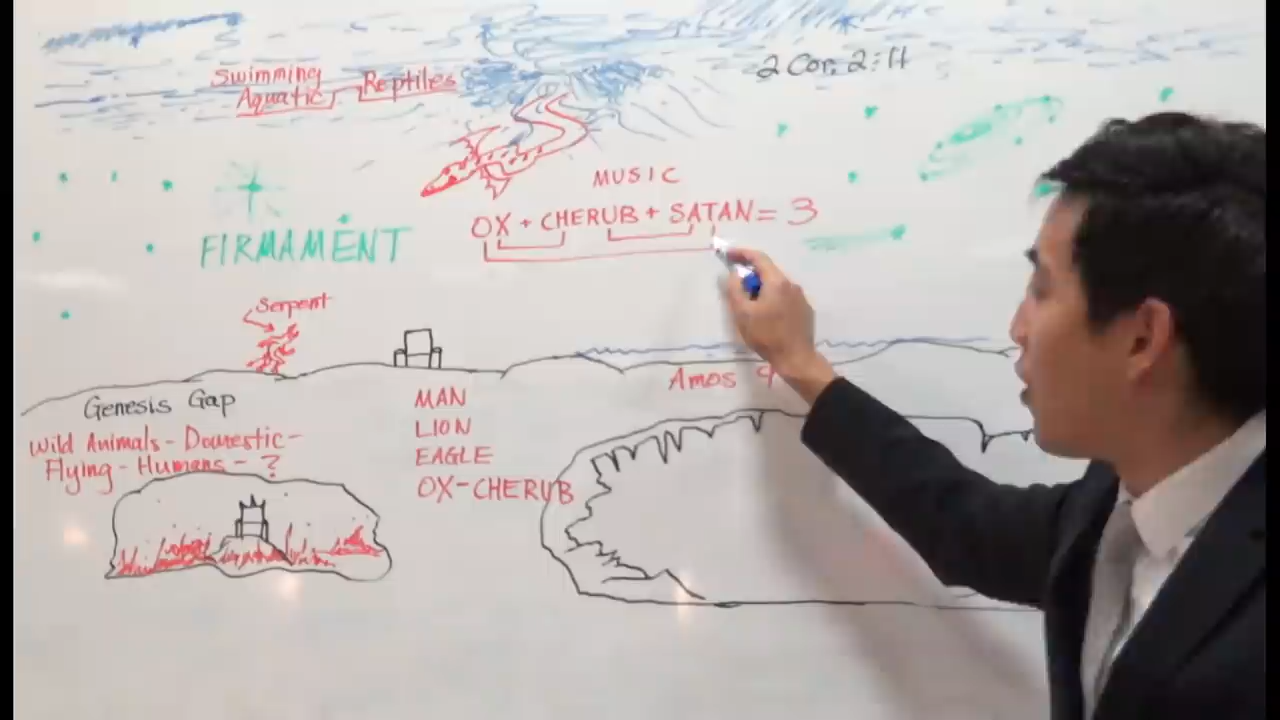 2 Cor. 2:11
Swimming
Aquatic, Reptiles
MUSIC
OX + CHERUB + SATAN = 3
FIRMAMENT
Serpent
Amos 9
Genesis Gap
Wild Animals - Domestic -
Flying - Humans - ?
MAN
LION
EAGLE
OX-CHERUB